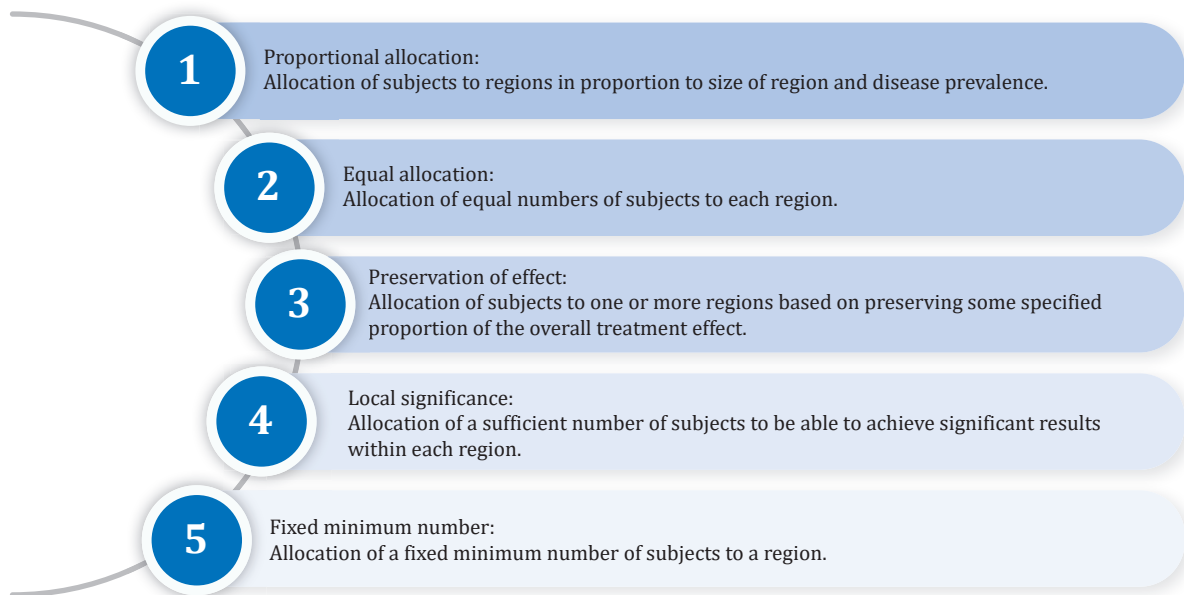 1
Proportional allocation:
Allocation of subjects to regions in proportion to size of region and disease prevalence.
2
Equal allocation:
Allocation of equal numbers of subjects to each region.
3
Preservation of effect:
Allocation of subjects to one or more regions based on preserving some specified
proportion of the overall treatment effect.
4
Local significance:
Allocation of a sufficient number of subjects to be able to achieve significant results
within each region.
5
Fixed minimum number:
Allocation of a fixed minimum number of subjects to a region.